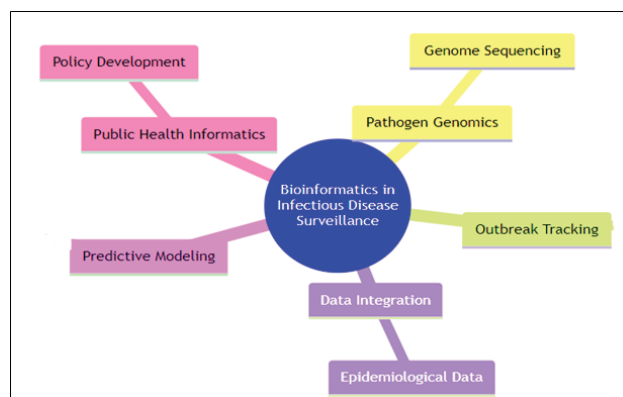 Genome Sequencing
Policy Development
Pathogen Genomics
Public Health Informatics
Bioinformatics in
Infectious Disease
Surveillance
Outbreak Tracking
Predictive Modeling
Data Integration
Epidemiological Data